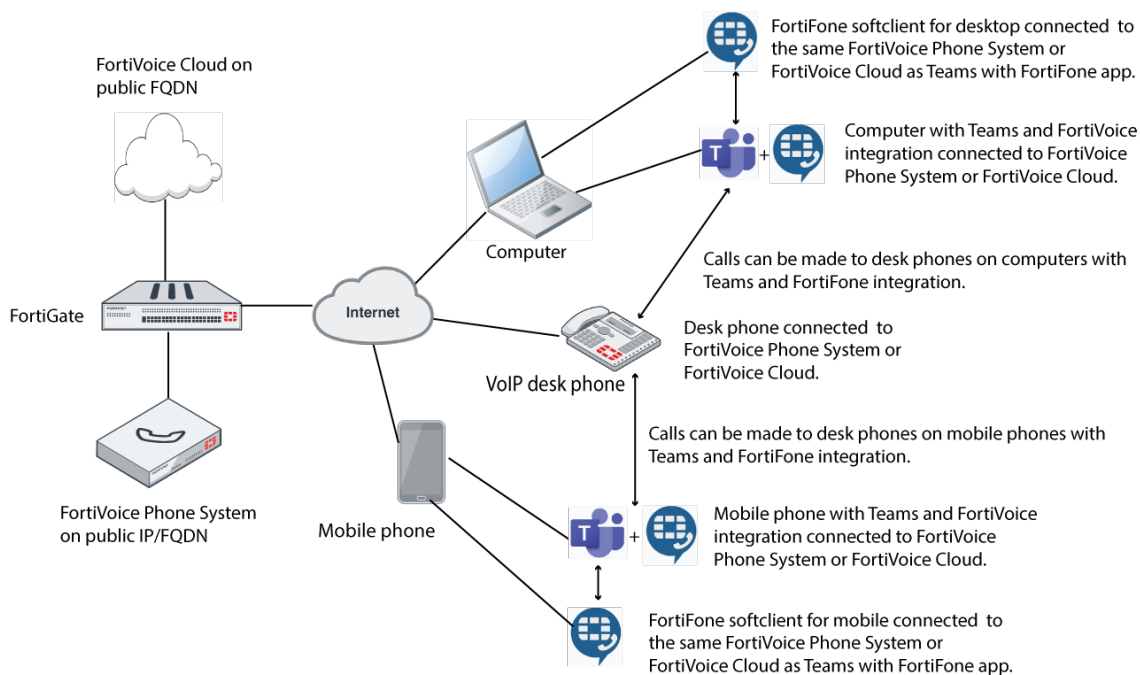 FortiFone softclient for desktop connected to
the same FortiVoice Phone System or
FortiVoice Cloud as Teams with FortiFone app.
FortiVoice Cloud on
public FQDN
T
+
Computer with Teams and FortiVoice
integration connected to FortiVoice
Phone System or FortiVoice Cloud.
Computer
Calls can be made to desk phones on computers with
Teams and FortiFone integration.
FortiGate
Internet
Desk phone connected to
FortiVoice Phone System or
FortiVoice Cloud.
VoIP desk phone
Calls can be made to desk phones on mobile phones with
Teams and FortiFone integration.
FortiVoice Phone System
on public IP/FQDN
Mobile phone
T
+
Mobile phone with Teams and FortiVoice
integration connected to FortiVoice
Phone System or FortiVoice Cloud.
FortiFone softclient for mobile connected to
the same FortiVoice Phone System or
FortiVoice Cloud as Teams with FortiFone app.